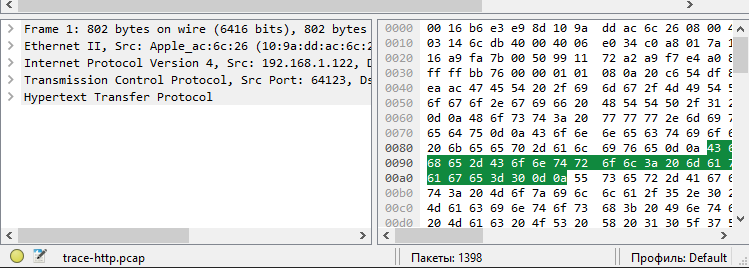 Frame 1: 802 bytes on wire (6416 bits), 802 bytes
Ethernet II, Src: Apple_ac:6c:26 (10:9a:dd:ac:6c:2
Internet Protocol Version 4, Src: 192.168.1.122, D
Transmission Control Protocol, Src Port: 64123, Ds
Hypertext Transfer Protocol
0000 00 16 b6 e3 e9 8d 10 9a dd ac 6c 26 08 00 4
0010 03 14 6c db 40 00 40 06 e0 34 c0 a8 01 7a 1
0020 16 a9 fa 7b 00 50 99 11 72 a2 a9 f7 e4 a0 8
0030 ff ff bb 76 00 00 01 01 08 0a 20 c6 54 df 8
0040 ea ac 47 45 54 20 2f 69 6d 67 2f 4d 49 54 5
0050 6f 67 6f 2e 67 69 66 20 48 54 54 50 2f 31 2
0060 0d 0a 48 6f 73 74 3a 20 77 77 77 2e 6d 69 7
0070 65 64 75 0d 0a 43 6f 6e 6e 65 63 74 69 6f 6
0080 20 6b 65 65 70 2d 61 6c 69 76 65 0d 0a 43 6
0090 68 65 2d 43 6f 6e 74 72 6f 6c 3a 20 6d 61 7
00a0 61 67 65 3d 30 0d 0a 55 73 65 72 2d 41 67 6
00b0 74 3a 20 4d 6f 7a 69 6c 6c 61 2f 35 2e 30 2
00c0 4d 61 63 69 6e 74 6f 73 68 3b 20 49 6e 74 6
00d0 20 4d 61 63 20 4f 53 20 58 20 31 30 5f 37 5
trace-http.pcap Пакеты: 1398 Профиль: Default